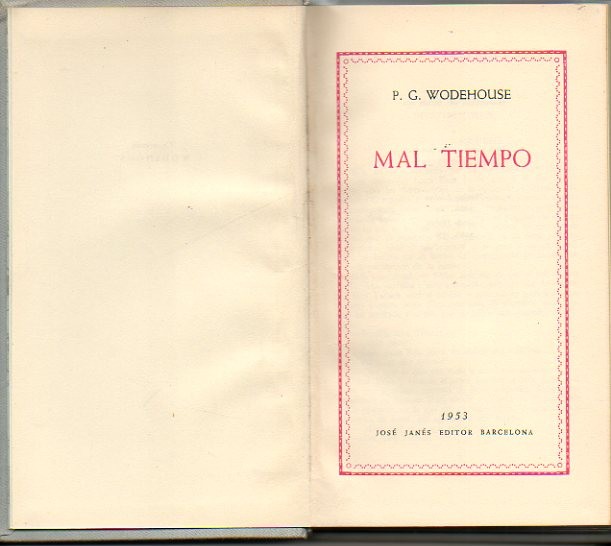 P. G. WODEHOUSE
MAL TIEMPO
1953
JOSÉ JANÉS EDITOR BARCELONA